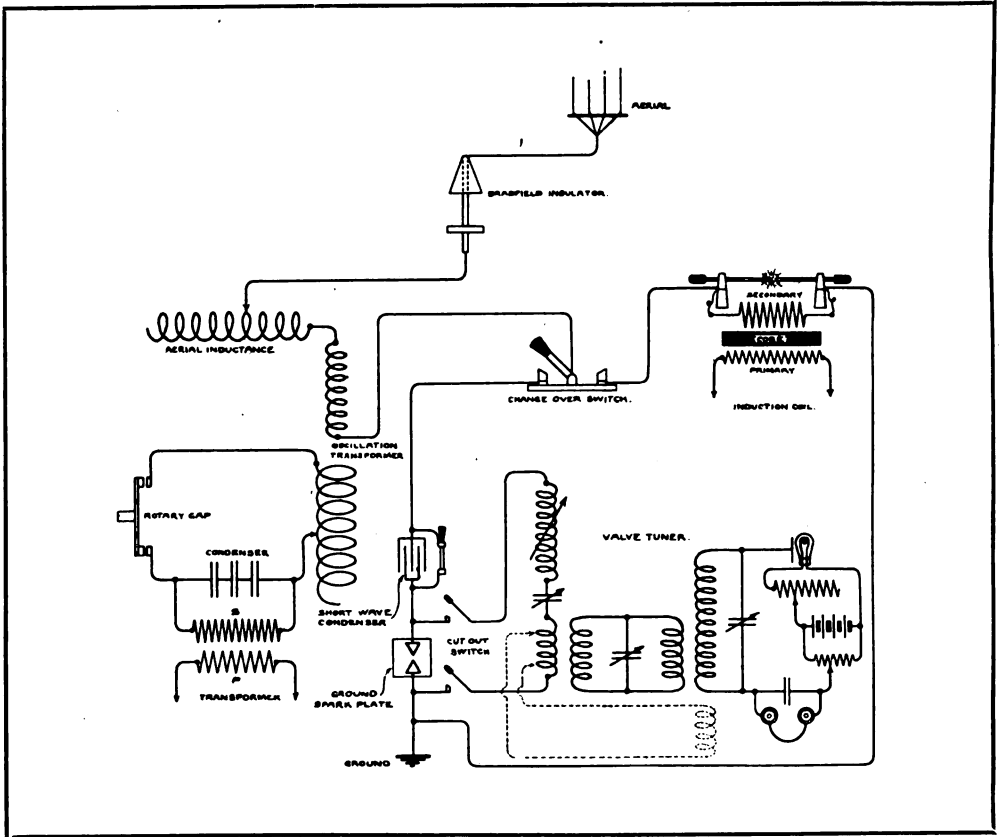 AERIAL
BRADFIELD INSULATOR.
SECONDARY
CORE
PRIMARY
INDUCTION COIL.
AERIAL INDUCTANCE
CHANGE OVER SWITCH.
OSCILLATION
TRANSFORMER
ROTARY GAP
CONDENSER
VALVE TUNER.
SHORT WAVE
CONDENSER
S
P
TRANSFORMER
CUT OUT
SWITCH
GROUND
SPARK PLATE
GROUND